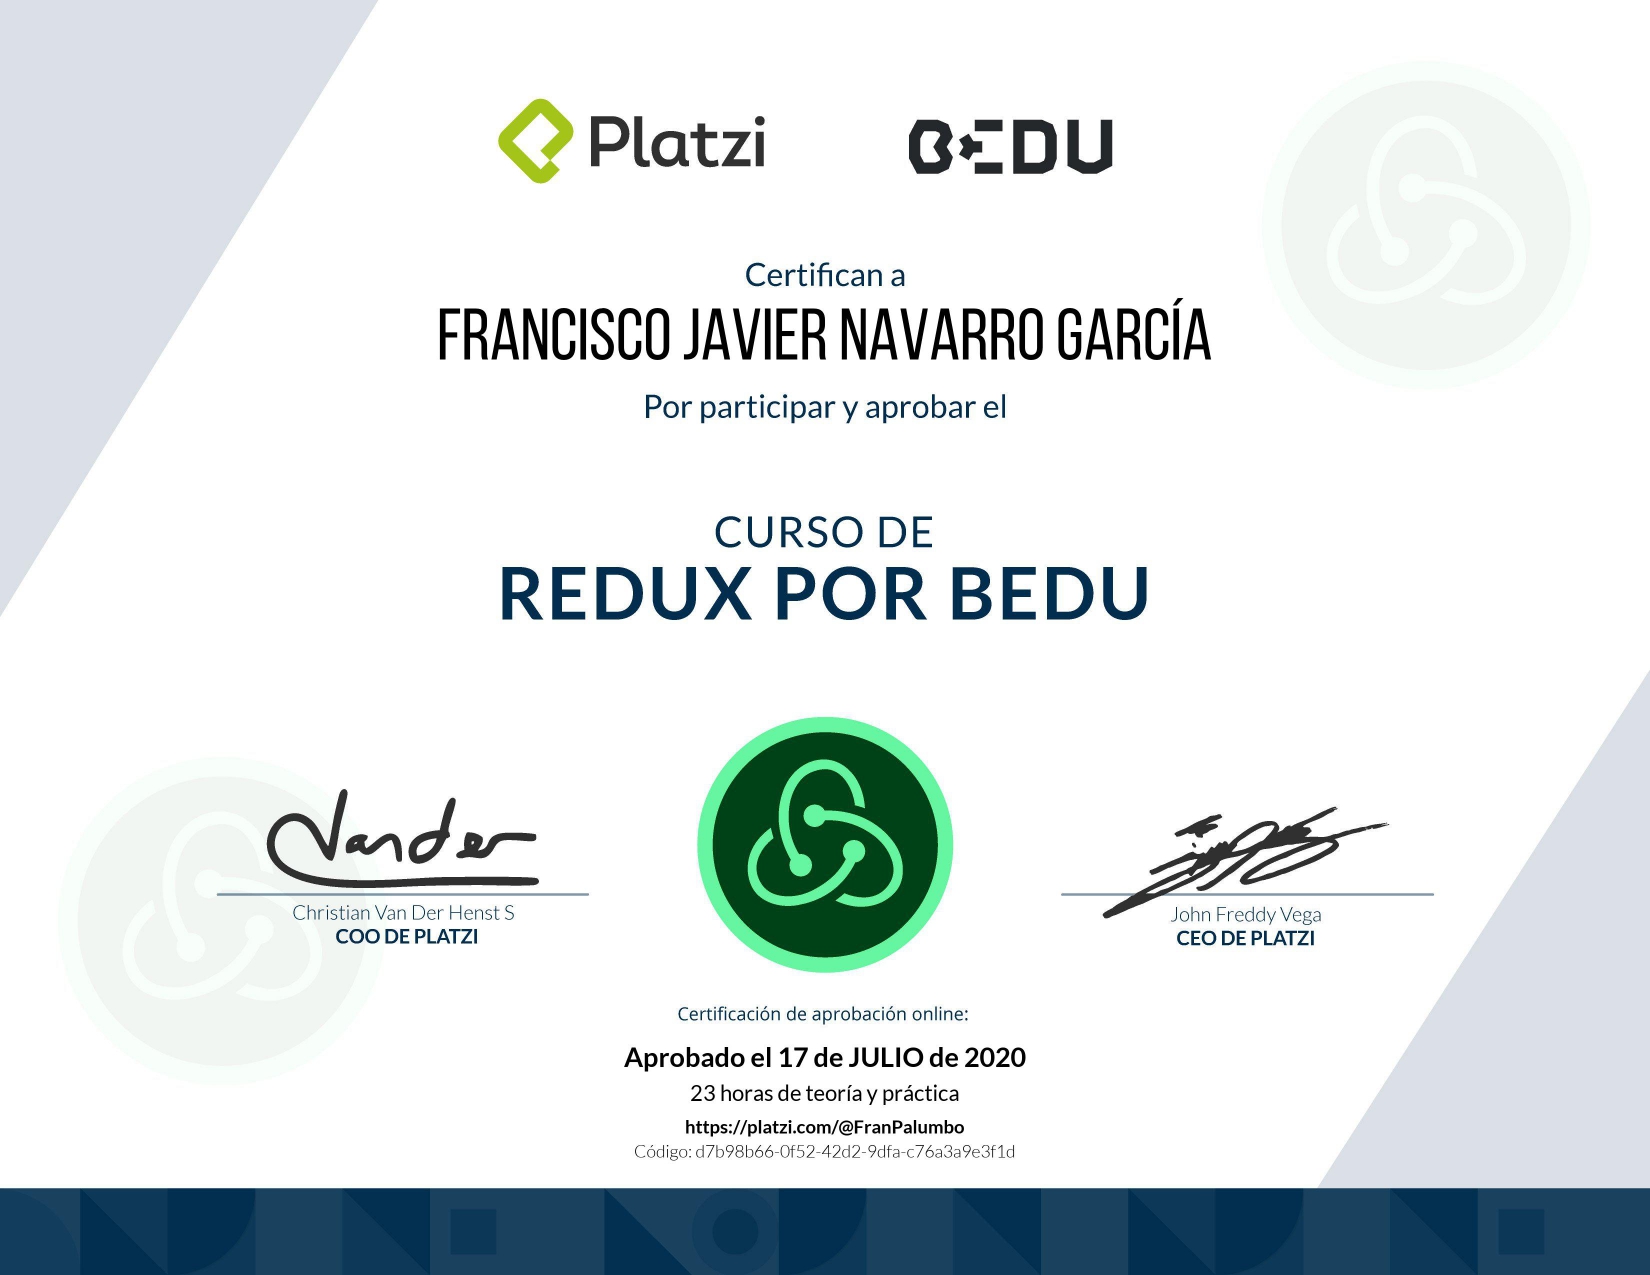 Platzi
BEDU
Certifican a
FRANCISCO JAVIER NAVARRO GARCÍA
Por participar y aprobar el
CURSO DE
REDUX POR BEDU
Vander
Christian Van Der Henst S
COO DE PLATZI
John Freddy Vega
CEO DE PLATZI
Certificación de aprobación online:
Aprobado el 17 de JULIO de 2020
23 horas de teoría y práctica
https://platzi.com/@FranPalumbo
Código: d7b98b66-0f52-42d2-9dfa-c76a3a9e3f1d